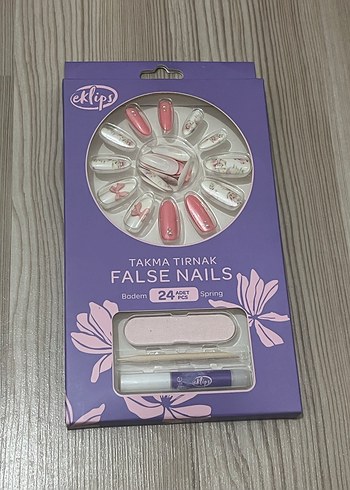 eklips
TAKMA TIRNAK
FALSE NAILS
Badem 24 ADET PCS Spring
eklips